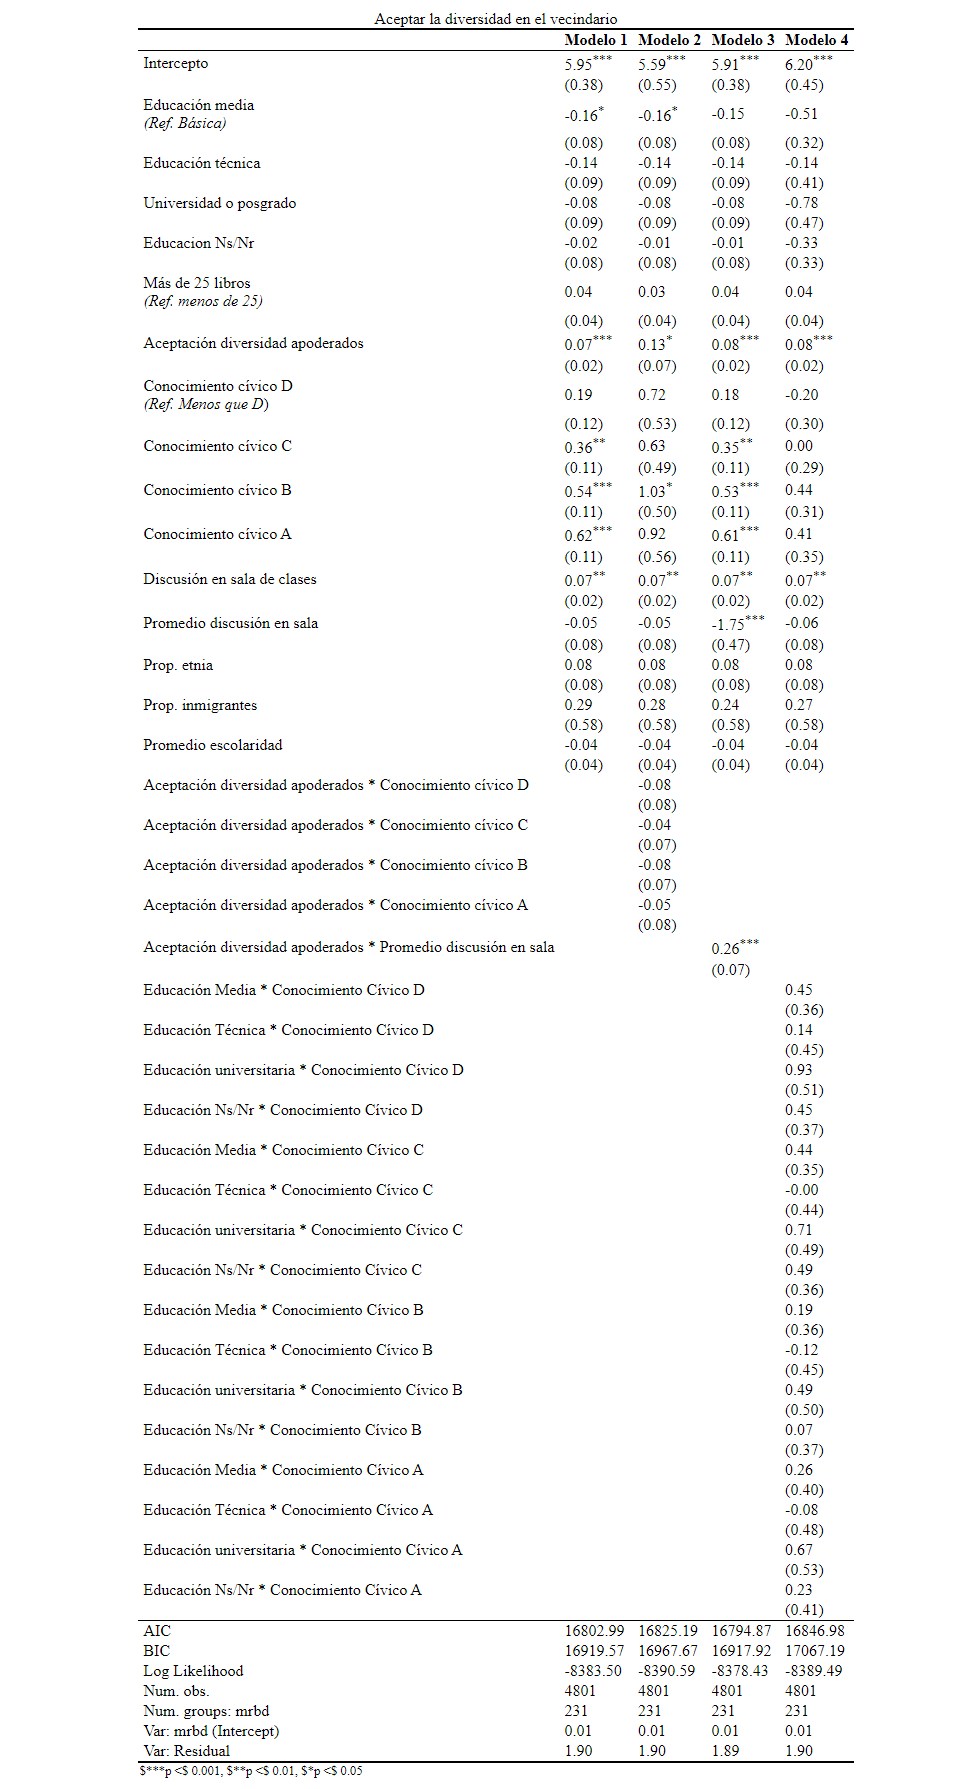 Aceptar la diversidad en el vecindario
Modelo 1 Modelo 2 Modelo 3 Modelo 4
Intercepto 5.95*** 5.59*** 5.91*** 6.20***
(0.38) (0.55) (0.38) (0.45)
Educación media
(Ref. Básica) -0.16* -0.16* -0.15 -0.51
(0.08) (0.08) (0.08) (0.32)
Educación técnica -0.14 -0.14 -0.14 -0.14
(0.09) (0.09) (0.09) (0.41)
Universidad o posgrado -0.08 -0.08 -0.08 -0.78
(0.09) (0.09) (0.09) (0.47)
Educacion Ns/Nr -0.02 -0.01 -0.01 -0.33
(0.08) (0.08) (0.08) (0.33)
Más de 25 libros
(Ref. menos de 25) 0.04 0.03 0.04 0.04
(0.04) (0.04) (0.04) (0.04)
Aceptación diversidad apoderados 0.07*** 0.13* 0.08*** 0.08***
(0.02) (0.07) (0.02) (0.02)
Conocimiento cívico D
(Ref. Menos que D) 0.19 0.72 0.18 -0.20
(0.12) (0.53) (0.12) (0.30)
Conocimiento cívico C 0.36** 0.63 0.35** 0.00
(0.11) (0.49) (0.11) (0.29)
Conocimiento cívico B 0.54*** 1.03* 0.53*** 0.44
(0.11) (0.50) (0.11) (0.31)
Conocimiento cívico A 0.62*** 0.92 0.61*** 0.41
(0.11) (0.56) (0.11) (0.35)
Discusión en sala de clases 0.07** 0.07** 0.07** 0.07**
(0.02) (0.02) (0.02) (0.02)
Promedio discusión en sala -0.05 -0.05 -1.75*** -0.06
(0.08) (0.08) (0.47) (0.08)
Prop. etnia 0.08 0.08 0.08 0.08
(0.08) (0.08) (0.08) (0.08)
Prop. inmigrantes 0.29 0.28 0.24 0.27
(0.58) (0.58) (0.58) (0.58)
Promedio escolaridad -0.04 -0.04 -0.04 -0.04
(0.04) (0.04) (0.04) (0.04)
Aceptación diversidad apoderados * Conocimiento cívico D -0.08
(0.08)
Aceptación diversidad apoderados * Conocimiento cívico C -0.04
(0.07)
Aceptación diversidad apoderados * Conocimiento cívico B -0.08
(0.07)
Aceptación diversidad apoderados * Conocimiento cívico A -0.05
(0.08)
Aceptación diversidad apoderados * Promedio discusión en sala 0.26***
(0.07)
Educación Media * Conocimiento Cívico D 0.45
(0.36)
Educación Técnica * Conocimiento Cívico D 0.14
(0.45)
Educación universitaria * Conocimiento Cívico D 0.93
(0.51)
Educación Ns/Nr * Conocimiento Cívico D 0.45
(0.37)
Educación Media * Conocimiento Cívico C 0.44
(0.35)
Educación Técnica * Conocimiento Cívico C -0.00
(0.44)
Educación universitaria * Conocimiento Cívico C 0.71
(0.49)
Educación Ns/Nr * Conocimiento Cívico C 0.49
(0.36)
Educación Media * Conocimiento Cívico B 0.19
(0.36)
Educación Técnica * Conocimiento Cívico B -0.12
(0.45)
Educación universitaria * Conocimiento Cívico B 0.49
(0.50)
Educación Ns/Nr * Conocimiento Cívico B 0.07
(0.37)
Educación Media * Conocimiento Cívico A 0.26
(0.40)
Educación Técnica * Conocimiento Cívico A -0.08
(0.48)
Educación universitaria * Conocimiento Cívico A 0.67
(0.53)
Educación Ns/Nr * Conocimiento Cívico A 0.23
(0.41)
AIC 16802.99 16825.19 16794.87 16846.98
BIC 16919.57 16967.67 16917.92 17067.19
Log Likelihood -8383.50 -8390.59 -8378.43 -8389.49
Num. obs. 4801 4801 4801 4801
Num. groups: mrbd 231 231 231 231
Var: mrbd (Intercept) 0.01 0.01 0.01 0.01
Var: Residual 1.90 1.90 1.89 1.90
$***p <$ 0.001, $**p <$ 0.01, $*p <$ 0.05